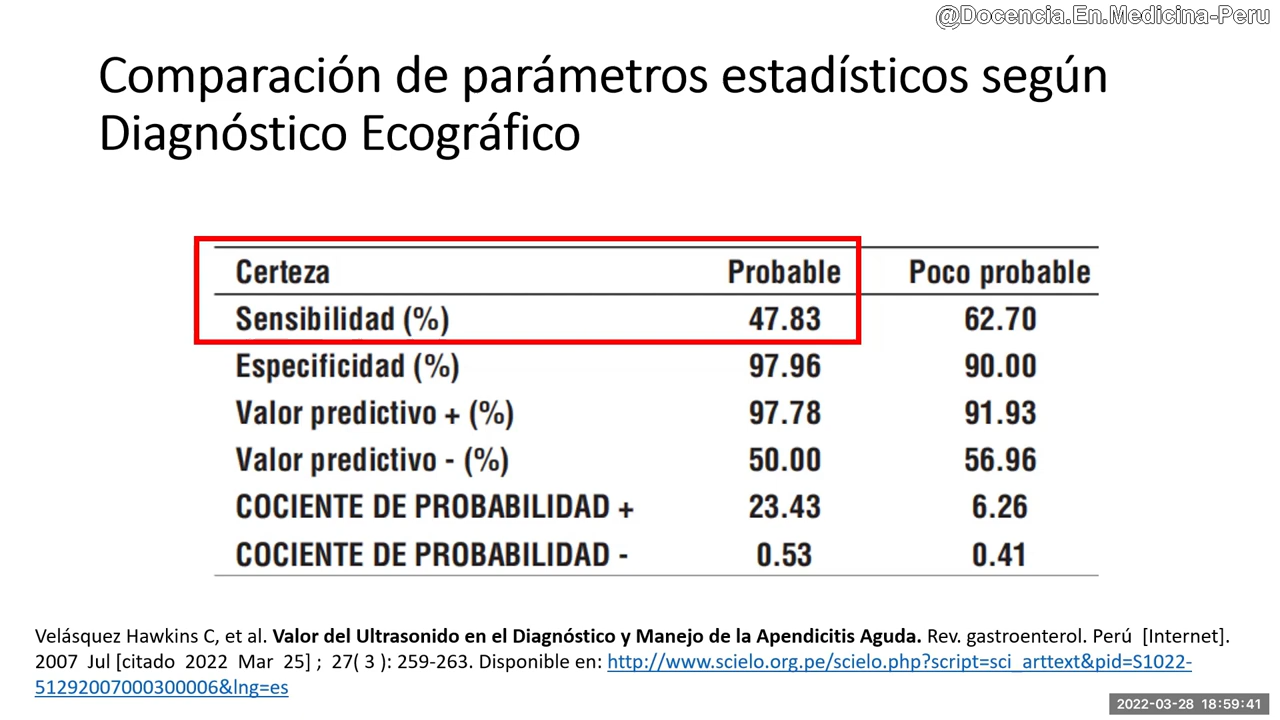 @Docencia.En.Medicina-Peru
Comparación de parámetros estadísticos según
Diagnóstico Ecográfico
Certeza Probable Poco probable
Sensibilidad (%) 47.83 62.70
Especificidad (%) 97.96 90.00
Valor predictivo + (%) 97.78 91.93
Valor predictivo - (%) 50.00 56.96
COCIENTE DE PROBABILIDAD + 23.43 6.26
COCIENTE DE PROBABILIDAD - 0.53 0.41
Velásquez Hawkins C, et al. Valor del Ultrasonido en el Diagnóstico y Manejo de la Apendicitis Aguda. Rev. gastroenterol. Perú [Internet].
2007 Jul [citado 2022 Mar 25] ; 27( 3 ): 259-263. Disponible en: http://www.scielo.org.pe/scielo.php?script=sci_arttext&pid=S1022-
51292007000300006&lng=es
2022-03-28 18:59:41